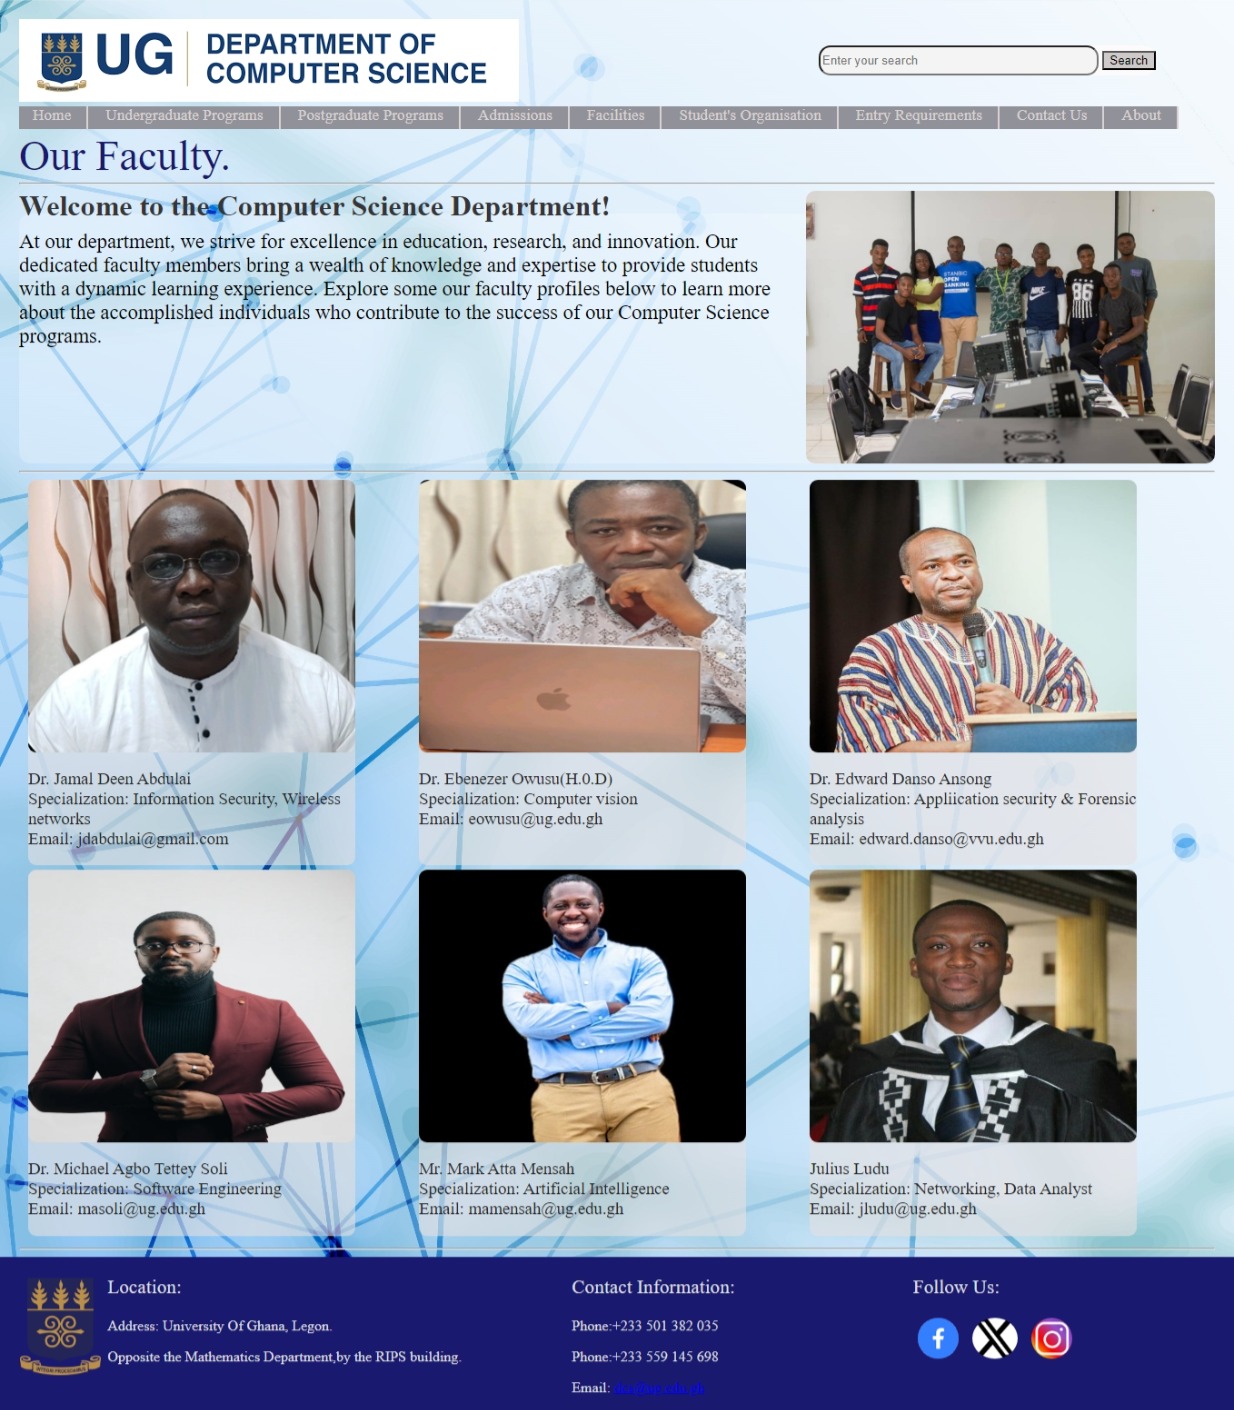 UG DEPARTMENT OF
COMPUTER SCIENCE
Enter your search Search
Home Undergraduate Programs Postgraduate Programs Admissions Facilities Student's Organisation Entry Requirements Contact Us About
Our Faculty.
Welcome to the Computer Science Department!
At our department, we strive for excellence in education, research, and innovation. Our
dedicated faculty members bring a wealth of knowledge and expertise to provide students
with a dynamic learning experience. Explore some our faculty profiles below to learn more
about the accomplished individuals who contribute to the success of our Computer Science
programs.
STANBIC
OPEN
BANKING
NIKE
86
Dr. Jamal Deen Abdulai
Specialization: Information Security, Wireless
networks
Email: jdabdulai@gmail.com
Dr. Ebenezer Owusu(H.0.D)
Specialization: Computer vision
Email: eowusu@ug.edu.gh
Dr. Edward Danso Ansong
Specialization: Appliication security & Forensic
analysis
Email: edward.danso@vvu.edu.gh
Dr. Michael Agbo Tettey Soli
Specialization: Software Engineering
Email: masoli@ug.edu.gh
Mr. Mark Atta Mensah
Specialization: Artificial Intelligence
Email: mamensah@ug.edu.gh
Julius Ludu
Specialization: Networking, Data Analyst
Email: jludu@ug.edu.gh
Location:
Address: University Of Ghana, Legon.
Opposite the Mathematics Department,by the RIPS building.
Contact Information:
Phone:+233 501 382 035
Phone:+233 559 145 698
Email:
Follow Us: